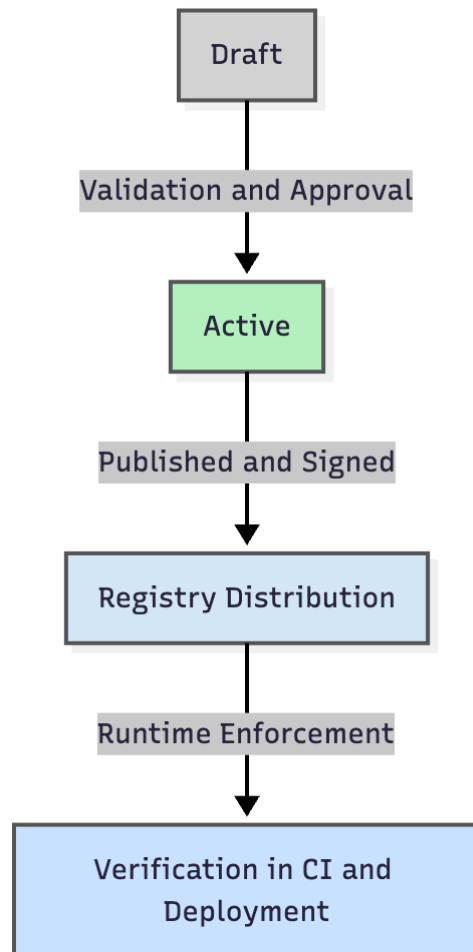 Draft
Validation and Approval
Active
Published and Signed
Registry Distribution
Runtime Enforcement
Verification in CI and
Deployment